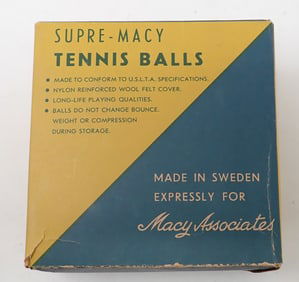 SUPRE-MACY
TENNIS BALLS
• MADE TO CONFORM TO U.S.L.T.A. SPECIFICATIONS.
• NYLON REINFORCED WOOL FELT COVER.
• LONG-LIFE PLAYING QUALITIES.
• BALLS DO NOT CHANGE BOUNCE.
WEIGHT OR COMPRESSION
DURING STORAGE.
MADE IN SWEDEN
EXPRESSLY FOR
Macy Associates